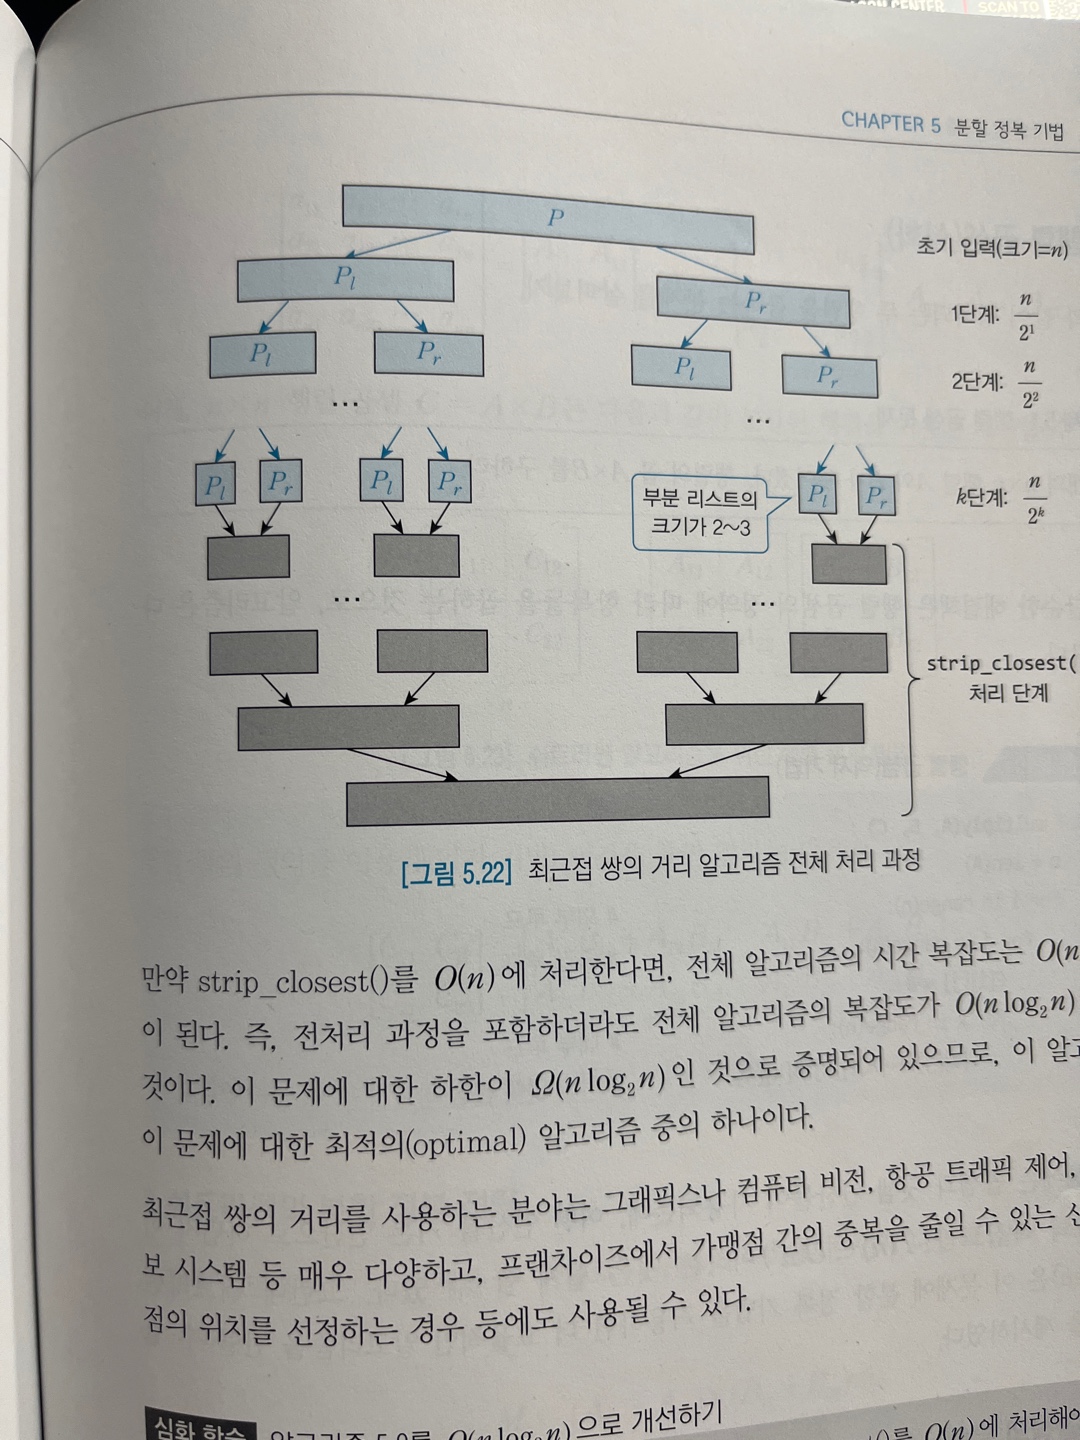 SCAN TO
CHAPTER 5 분할 정복 기법
P
초기 입력(크기=n)
P_l
P_r
1단계: n/2^1
P_l P_r P_l P_r
2단계: n/2^2
... ...
P_l P_r P_l P_r P_l P_r
k단계: n/2^k
부분 리스트의
크기가 2~3
... ...
strip_closest(
처리 단계
[그림 5.22] 최근접 쌍의 거리 알고리즘 전체 처리 과정
만약 strip_closest()를 O(n)에 처리한다면, 전체 알고리즘의 시간 복잡도는 O(n
이 된다. 즉, 전처리 과정을 포함하더라도 전체 알고리즘의 복잡도가 O(n log₂n)
것이다. 이 문제에 대한 하한이 Ω(n log₂n)인 것으로 증명되어 있으므로, 이 알고
이 문제에 대한 최적의(optimal) 알고리즘 중의 하나이다.
최근접 쌍의 거리를 사용하는 분야는 그래픽스나 컴퓨터 비전, 항공 트래픽 제어,
보 시스템 등 매우 다양하고, 프랜차이즈에서 가맹점 간의 중복을 줄일 수 있는 신
점의 위치를 선정하는 경우 등에도 사용될 수 있다.
심화 학습 알고리즘 5.9를 O(n log₂n)으로 개선하기
()를 O(n)에 처리해야